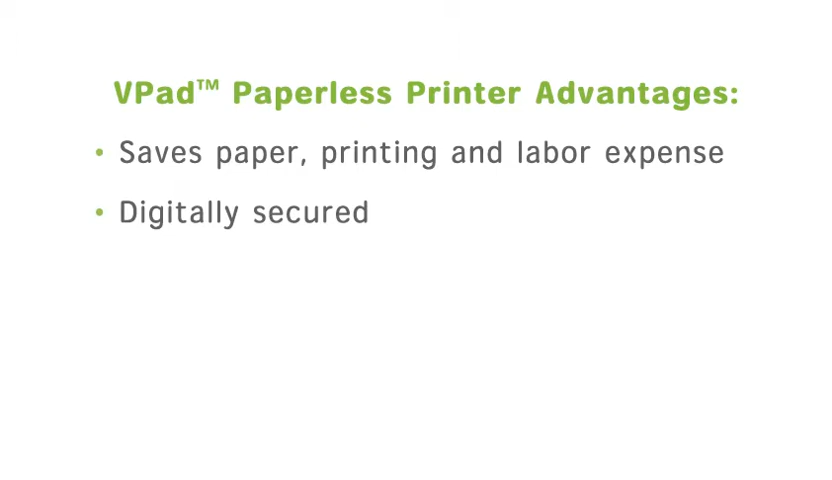 VPad™ Paperless Printer Advantages:
• Saves paper, printing and labor expense
• Digitally secured